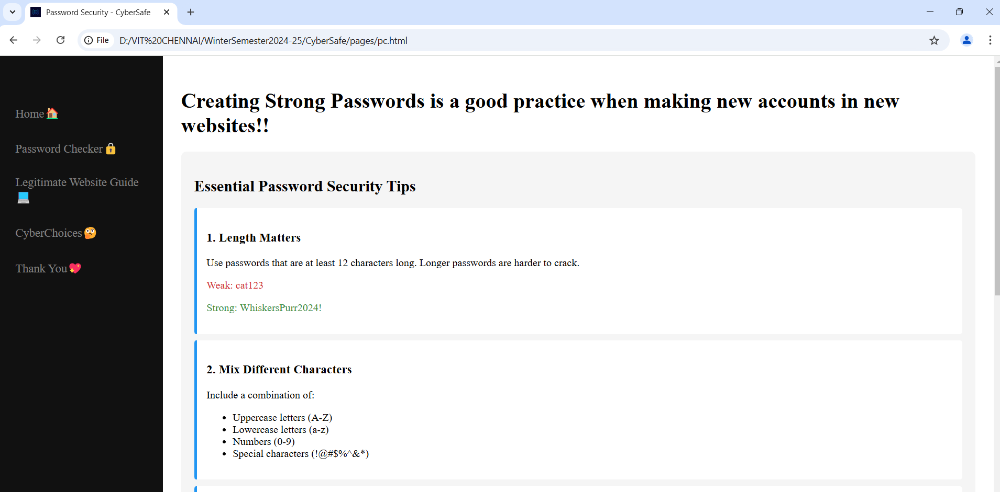 Password Security - CyberSafe
File
D:/VIT%20CHENNAI/WinterSemester2024-25/CyberSafe/pages/pc.html
Home🏠
Password Checker🔒
Legitimate Website Guide
💻
CyberChoices🤔
Thank You💖
Creating Strong Passwords is a good practice when making new accounts in new
websites!!
Essential Password Security Tips
1. Length Matters
Use passwords that are at least 12 characters long. Longer passwords are harder to crack.
Weak: cat123
Strong: WhiskersPurr2024!
2. Mix Different Characters
Include a combination of:
• Uppercase letters (A-Z)
• Lowercase letters (a-z)
• Numbers (0-9)
• Special characters (!@#$%^&*)